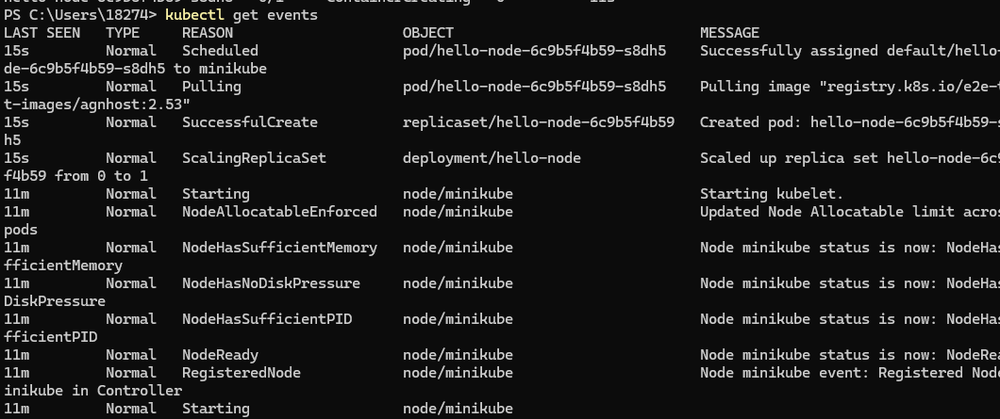 PS C:\Users\18274> kubectl get events
LAST SEEN   TYPE     REASON                    OBJECT                             MESSAGE
15s         Normal   Scheduled                 pod/hello-node-6c9b5f4b59-s8dh5    Successfully assigned default/hello-
de-6c9b5f4b59-s8dh5 to minikube
15s         Normal   Pulling                   pod/hello-node-6c9b5f4b59-s8dh5    Pulling image "registry.k8s.io/e2e-t
t-images/agnhost:2.53"
15s         Normal   SuccessfulCreate          replicaset/hello-node-6c9b5f4b59   Created pod: hello-node-6c9b5f4b59-s
h5
15s         Normal   ScalingReplicaSet         deployment/hello-node              Scaled up replica set hello-node-6c9
f4b59 from 0 to 1
11m         Normal   Starting                  node/minikube                      Starting kubelet.
11m         Normal   NodeAllocatableEnforced   node/minikube                      Updated Node Allocatable limit acros
pods
11m         Normal   NodeHasSufficientMemory   node/minikube                      Node minikube status is now: NodeHas
fficientMemory
11m         Normal   NodeHasNoDiskPressure     node/minikube                      Node minikube status is now: NodeHas
DiskPressure
11m         Normal   NodeHasSufficientPID      node/minikube                      Node minikube status is now: NodeHas
fficientPID
11m         Normal   NodeReady                 node/minikube                      Node minikube status is now: NodeRea
11m         Normal   RegisteredNode            node/minikube                      Node minikube event: Registered Node
inikube in Controller
11m         Normal   Starting                  node/minikube